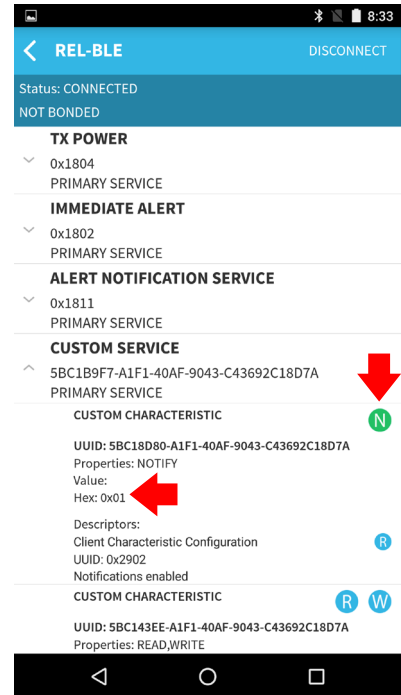 8:33
REL-BLE DISCONNECT
Status: CONNECTED
NOT BONDED
TX POWER
0x1804
PRIMARY SERVICE
IMMEDIATE ALERT
0x1802
PRIMARY SERVICE
ALERT NOTIFICATION SERVICE
0x1811
PRIMARY SERVICE
CUSTOM SERVICE
5BC1B9F7-A1F1-40AF-9043-C43692C18D7A
PRIMARY SERVICE
CUSTOM CHARACTERISTIC N
UUID: 5BC18D80-A1F1-40AF-9043-C43692C18D7A
Properties: NOTIFY
Value:
Hex: 0x01
Descriptors:
Client Characteristic Configuration R
UUID: 0x2902
Notifications enabled
CUSTOM CHARACTERISTIC R W
UUID: 5BC143EE-A1F1-40AF-9043-C43692C18D7A
Properties: READ,WRITE